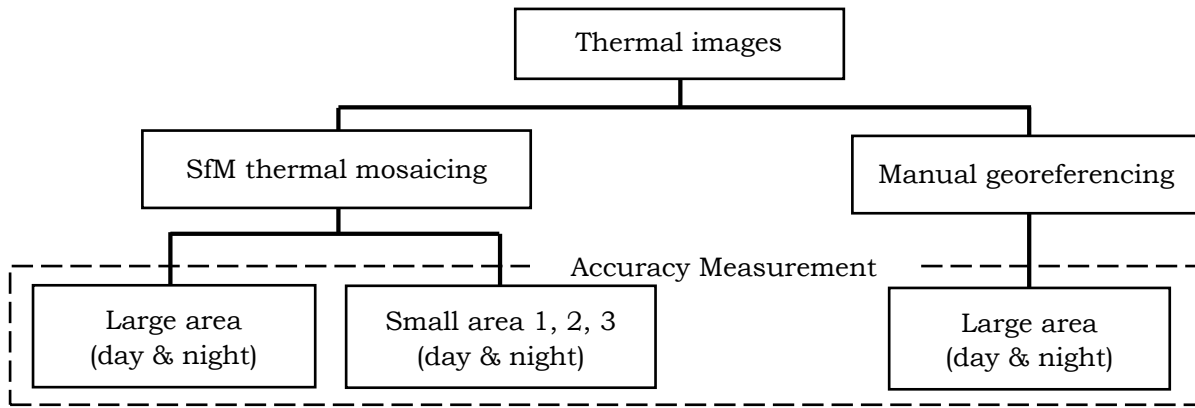 Thermal images
SfM thermal mosaicing
Manual georeferencing
Accuracy Measurement
Large area
(day & night)
Small area 1, 2, 3
(day & night)
Large area
(day & night)